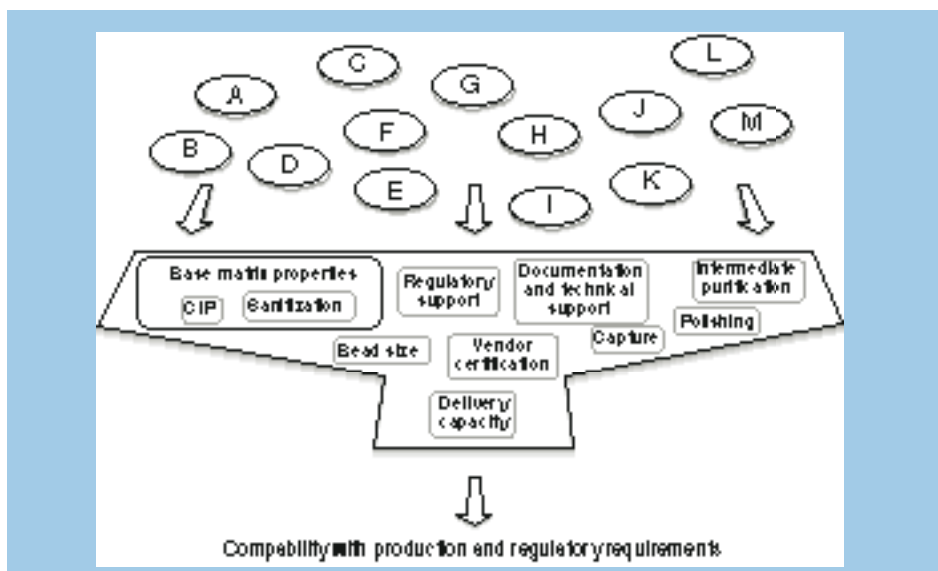 L
C
G
A
J
M
F
H
B
D
K
E
I
Base matrix properties
CIP
Sanitization
Regulatory
support
Documentation
and technical
support
Intermediate
purification
Polishing
Capture
Bead size
Vendor
certification
Delivery
capacity
Compability with production and regulatory requirements